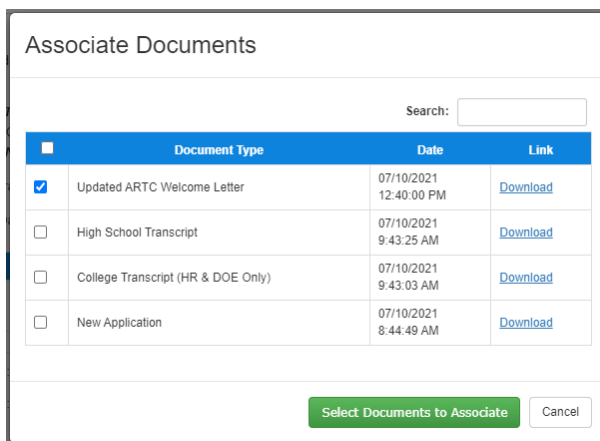 Associate Documents
Search:
Document Type Date Link
Updated ARTC Welcome Letter 07/10/2021 12:40:00 PM Download
High School Transcript 07/10/2021 9:43:25 AM Download
College Transcript (HR & DOE Only) 07/10/2021 9:43:03 AM Download
New Application 07/10/2021 8:44:49 AM Download
Select Documents to Associate Cancel